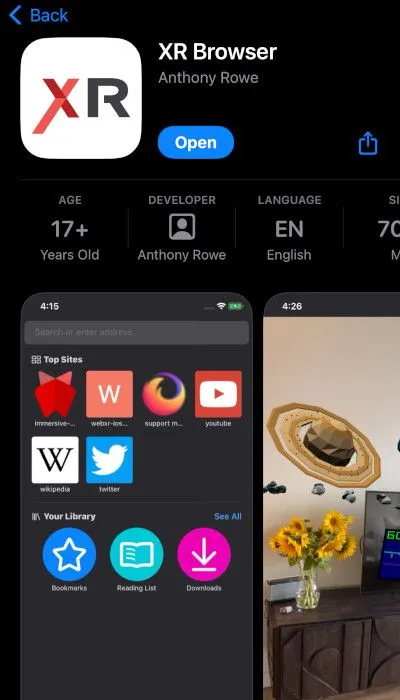 Back
XR
XR Browser
Anthony Rowe
Open
AGE
17+
Years Old
DEVELOPER
Anthony Rowe
LANGUAGE
EN
English
SI
70
M
4:15
Search or enter address
Top Sites
immersive-...
W
webxr-ios...
support m...
youtube
W
wikipedia
twitter
Your Library
See All
Bookmarks
Reading List
Downloads
4:26